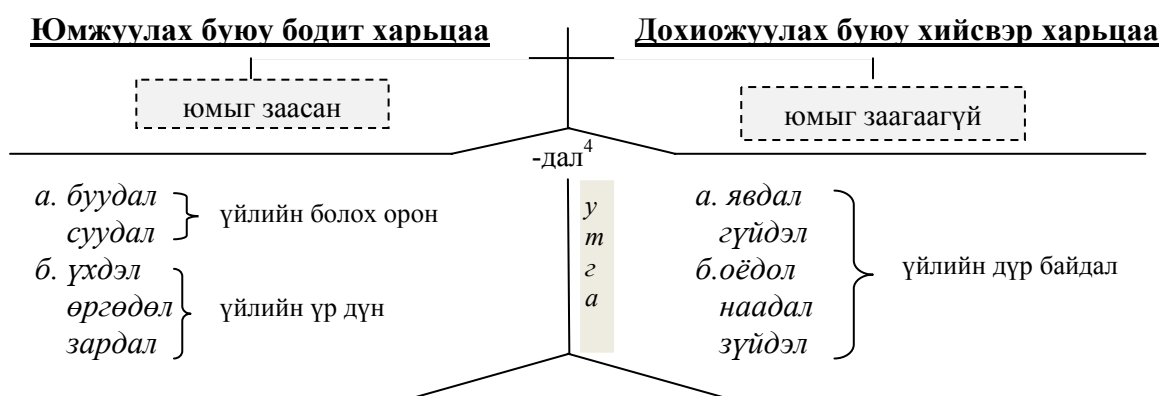 Юмжуулах буюу бодит харьцаа
Дохиожуулах буюу хийсвэр харьцаа
юмыг заасан
юмыг заагаагүй
-дал⁴
а. буудал
суудал
үйлийн болох орон
б. үхдэл
өргөдөл
зардал
үйлийн үр дүн
у
т
г
а
а. явдал
гүйдэл
б.оёдол
наадал
зүйдэл
үйлийн дүр байдал